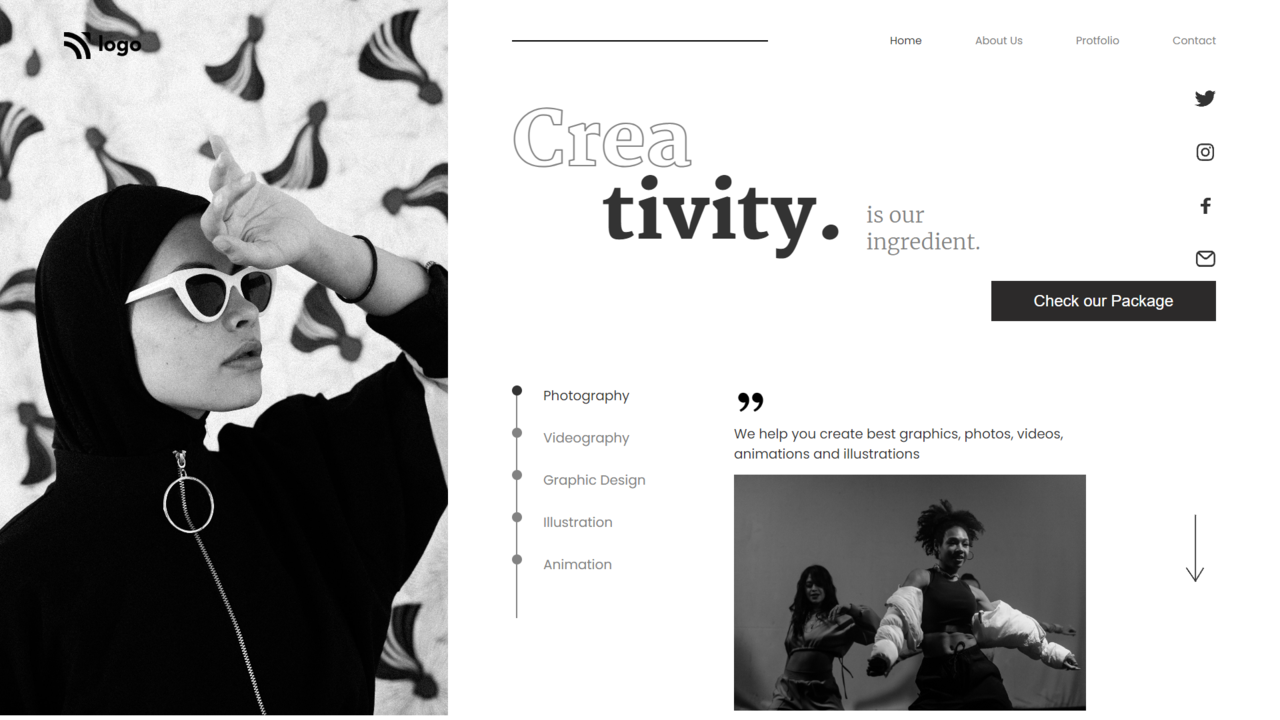 logo
Home About Us Protfolio Contact
Crea
tivity.
is our
ingredient.
Check our Package
Photography
Videography
Graphic Design
Illustration
Animation
”
We help you create best graphics, photos, videos,
animations and illustrations